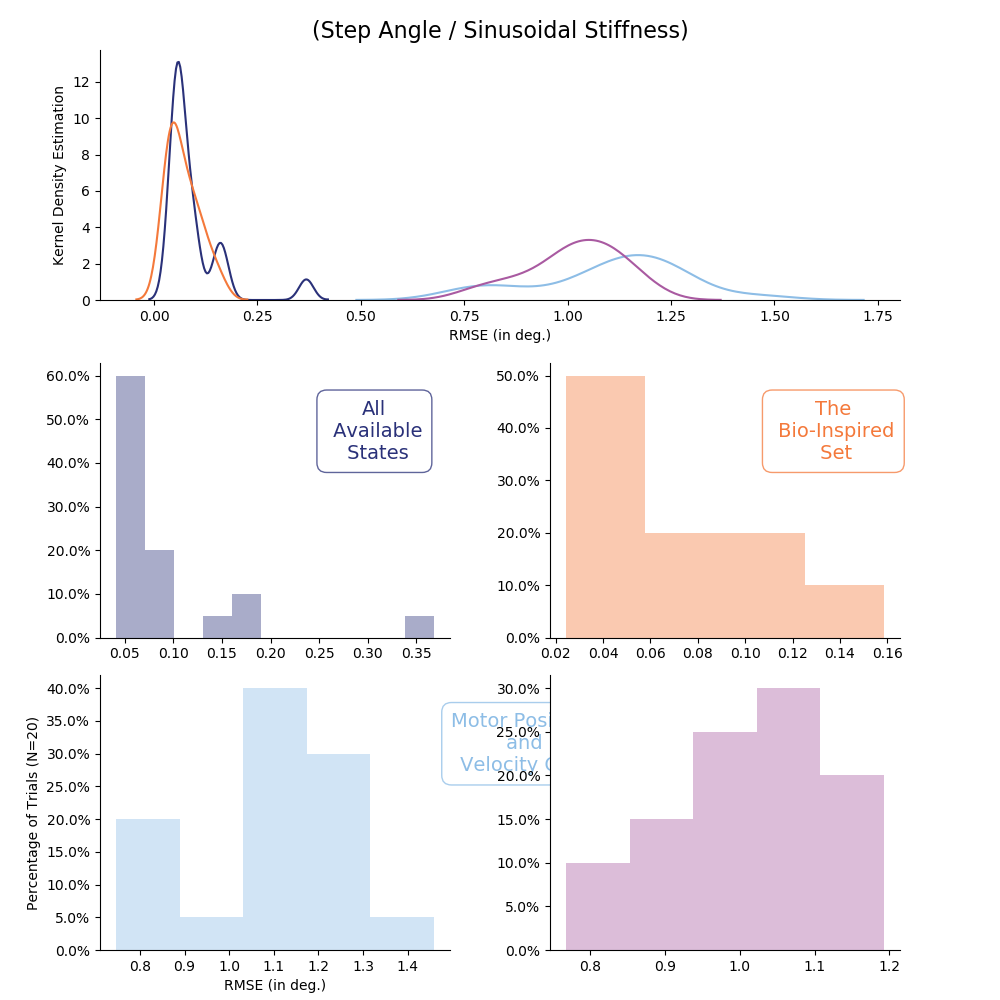 (Step Angle / Sinusoidal Stiffness)
Kernel Density Estimation
12
10
8
6
4
2
0
0.00 0.25 0.50 0.75 1.00 1.25 1.50 1.75
RMSE (in deg.)
60.0%
50.0%
40.0%
30.0%
20.0%
10.0%
0.0%
0.05 0.10 0.15 0.20 0.25 0.30 0.35
All
Available
States
50.0%
40.0%
30.0%
20.0%
10.0%
0.0%
0.02 0.04 0.06 0.08 0.10 0.12 0.14 0.16
The
Bio-Inspired
Set
Percentage of Trials (N=20)
40.0%
35.0%
30.0%
25.0%
20.0%
15.0%
10.0%
5.0%
0.0%
0.8 0.9 1.0 1.1 1.2 1.3 1.4
RMSE (in deg.)
Motor
and
Velocity
30.0%
25.0%
20.0%
15.0%
10.0%
5.0%
0.0%
0.8 0.9 1.0 1.1 1.2